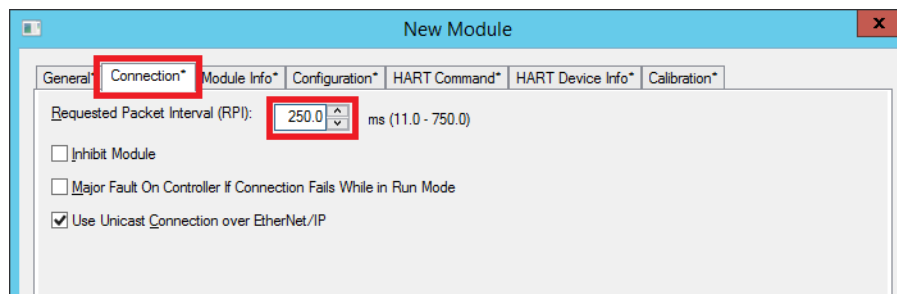 New Module
x
General* Connection* Module Info* Configuration* HART Command* HART Device Info* Calibration*
Requested Packet Interval (RPI): 250.0 ms (11.0 - 750.0)
Inhibit Module
Major Fault On Controller If Connection Fails While in Run Mode
Use Unicast Connection over EtherNet/IP